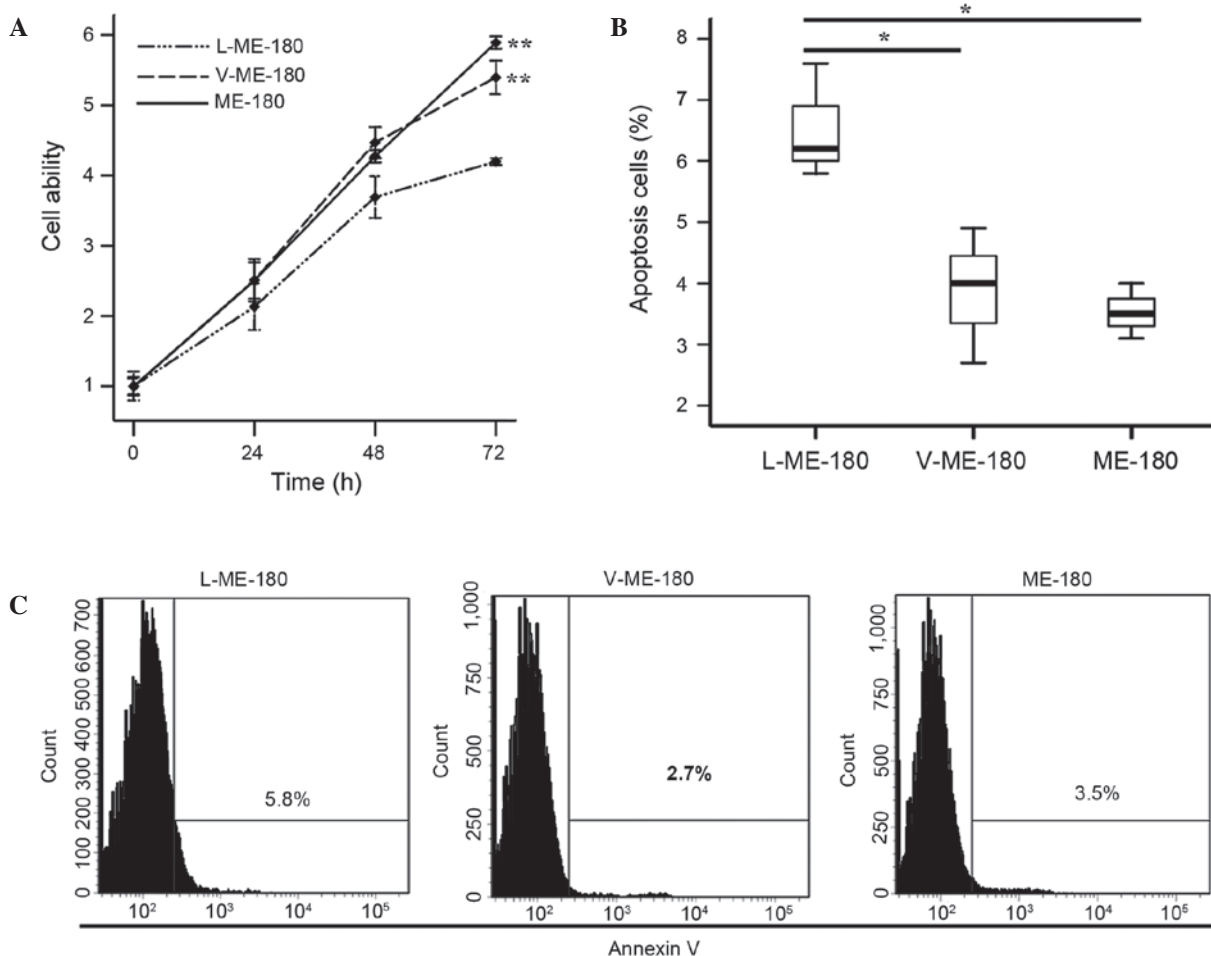 A
6
5
4
3
2
1
Cell ability
L-ME-180
V-ME-180
ME-180
**
**
0 24 48 72
Time (h)
B
8
7
6
5
4
3
2
Apoptosis cells (%)
*
*
L-ME-180 V-ME-180 ME-180
C
L-ME-180
700
600
500
400
300
200
100
0
Count
5.8%
10² 10³ 10⁴ 10⁵
V-ME-180
1,000
750
500
250
0
Count
2.7%
10² 10³ 10⁴ 10⁵
ME-180
1,000
750
500
250
0
Count
3.5%
10² 10³ 10⁴ 10⁵
Annexin V